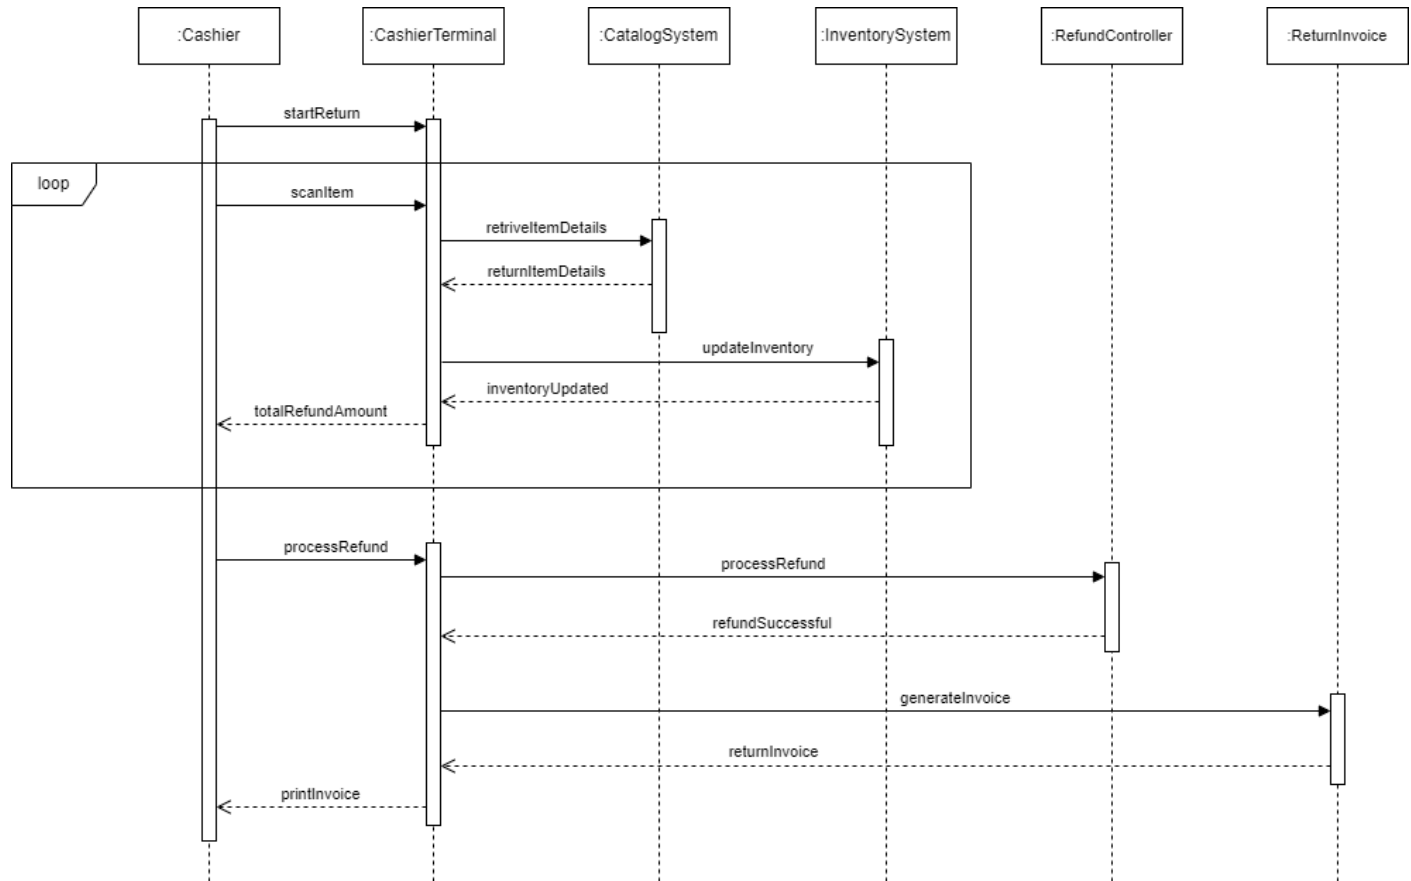 :Cashier
:CashierTerminal
:CatalogSystem
:InventorySystem
:RefundController
:ReturnInvoice
startReturn
loop
scanItem
retriveItemDetails
returnItemDetails
updateInventory
inventoryUpdated
totalRefundAmount
processRefund
processRefund
refundSuccessful
generateInvoice
returnInvoice
printInvoice